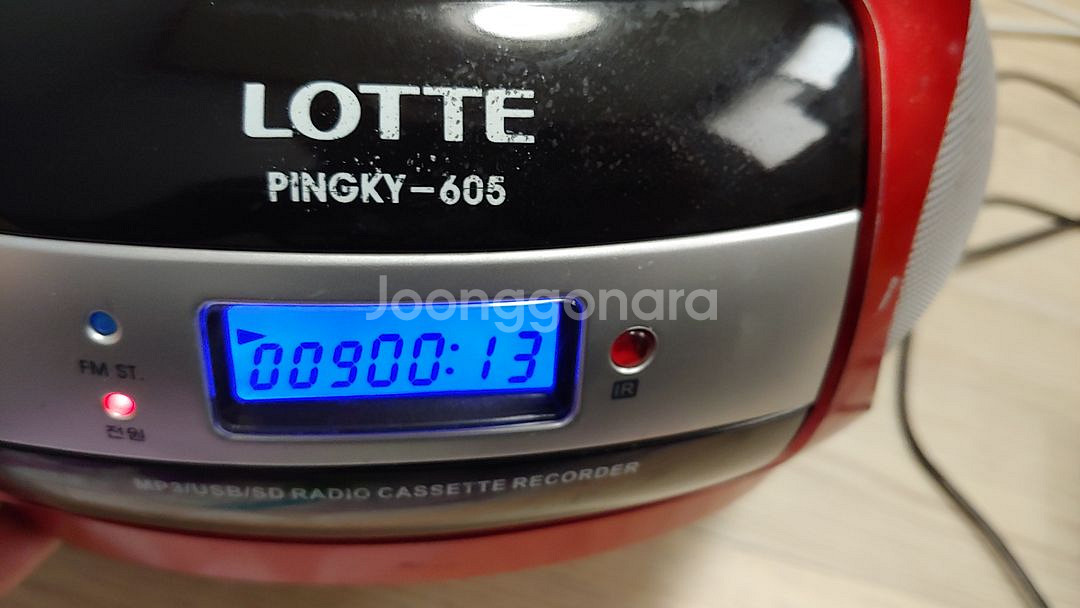 LOTTE
PINGKY-605
Joonggonara
00900:13
FM ST.
IR
전원
MP3/USB/SD RADIO CASSETTE RECORDER